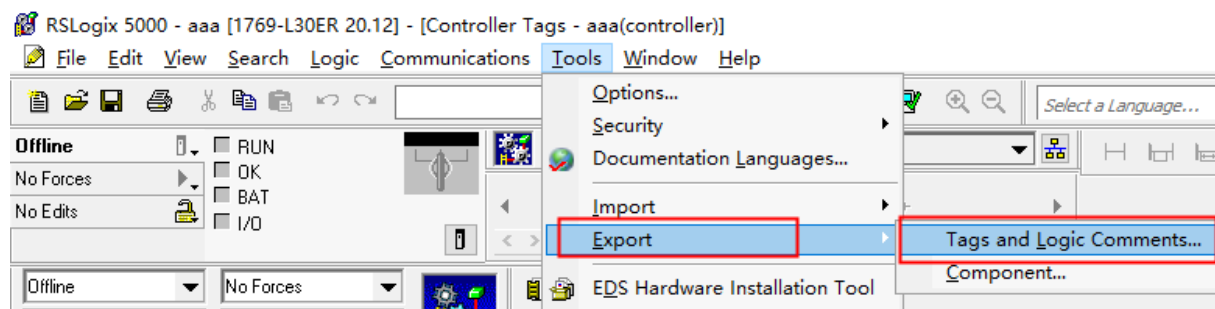 RSLogix 5000 - aaa [1769-L30ER 20.12] - [Controller Tags - aaa(controller)]
File Edit View Search Logic Communications Tools Window Help
Options...
Select a Language...
Security
Offline
RUN
Documentation Languages...
No Forces
OK
BAT
No Edits
Import
I/O
Export
Tags and Logic Comments...
Component...
Offline
No Forces
EDS Hardware Installation Tool